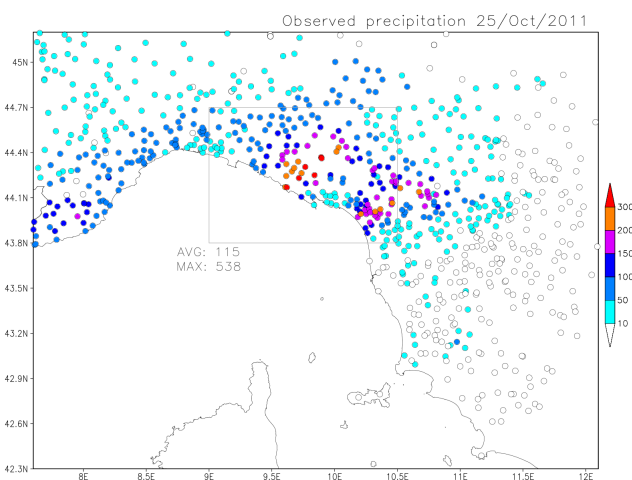 Observed precipitation 25/Oct/2011
45N
44.7N
44.4N
44.1N
43.8N
43.5N
43.2N
42.9N
42.6N
42.3N
AVG: 115
MAX: 538
300
200
150
100
50
10
8E
8.5E
9E
9.5E
10E
10.5E
11E
11.5E
12E